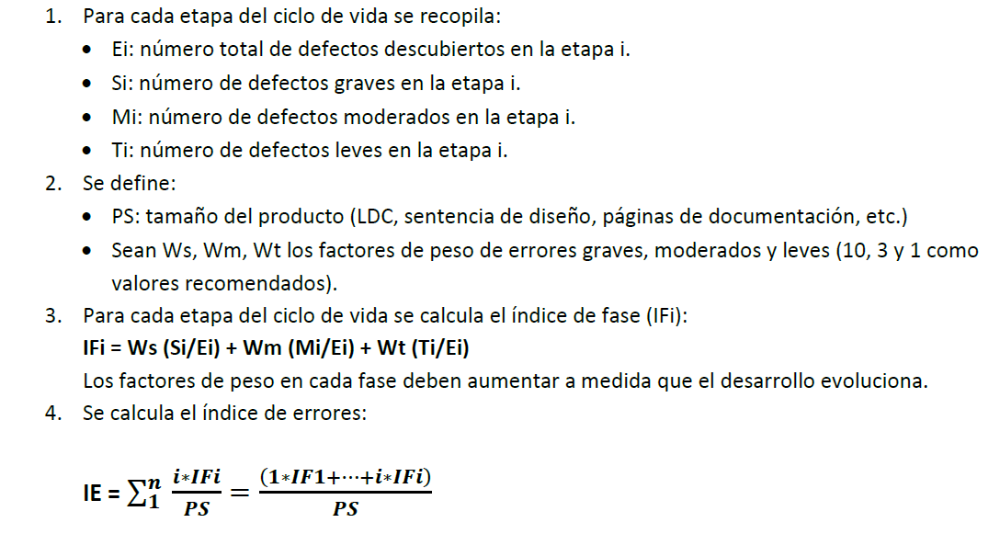 1. Para cada etapa del ciclo de vida se recopila:
• Ei: número total de defectos descubiertos en la etapa i.
• Si: número de defectos graves en la etapa i.
• Mi: número de defectos moderados en la etapa i.
• Ti: número de defectos leves en la etapa i.
2. Se define:
• PS: tamaño del producto (LDC, sentencia de diseño, páginas de documentación, etc.)
• Sean Ws, Wm, Wt los factores de peso de errores graves, moderados y leves (10, 3 y 1 como
valores recomendados).
3. Para cada etapa del ciclo de vida se calcula el índice de fase (IFi):
IFi = Ws (Si/Ei) + Wm (Mi/Ei) + Wt (Ti/Ei)
Los factores de peso en cada fase deben aumentar a medida que el desarrollo evoluciona.
4. Se calcula el índice de errores:
IE = ∑₁ⁿ i∗IFi / PS = (1∗IF1+⋯+i∗IFi) / PS